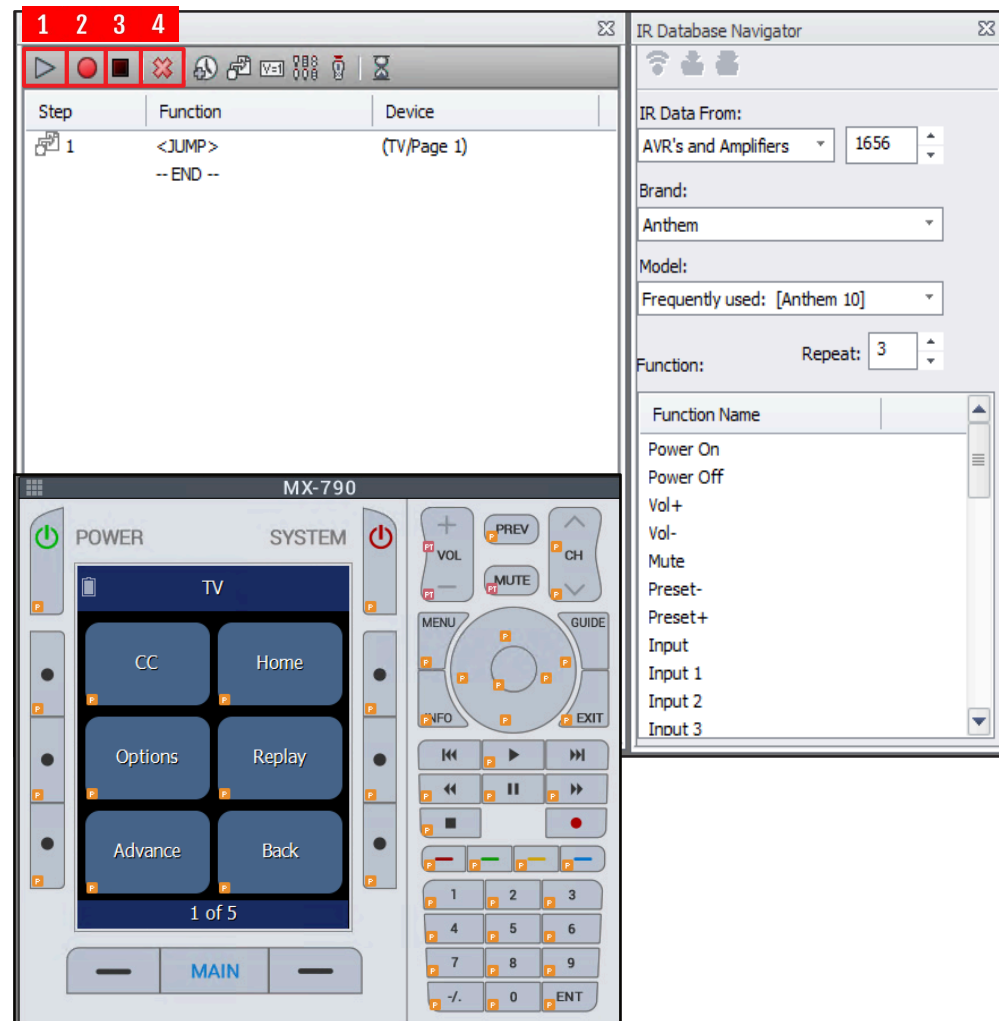 1 2 3 4
Step Function Device
1 <JUMP> (TV/Page 1)
-- END --
IR Database Navigator
IR Data From:
AVR's and Amplifiers 1656
Brand:
Anthem
Model:
Frequently used: [Anthem 10]
Function: Repeat: 3
Function Name
Power On
Power Off
Vol+
Vol-
Mute
Preset-
Preset+
Input
Input 1
Input 2
Input 3
MX-790
POWER SYSTEM
TV
CC Home
Options Replay
Advance Back
1 of 5
MAIN
VOL PREV CH
MUTE
MENU GUIDE
INFO EXIT
1 2 3
4 5 6
7 8 9
-/. 0 ENT